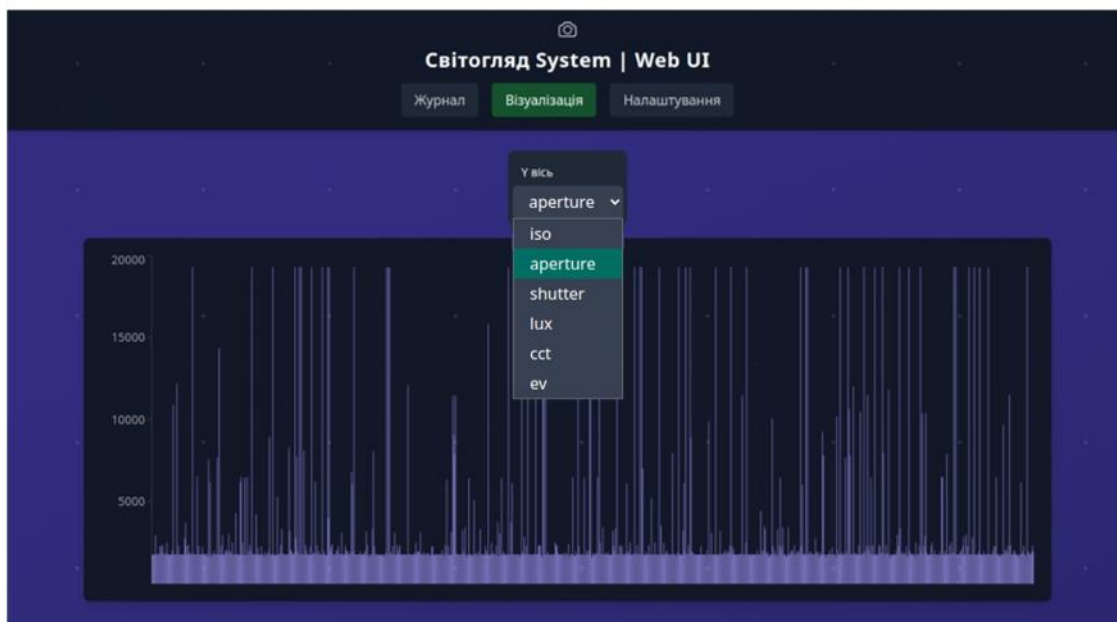 Світогляд System | Web UI
Журнал Візуалізація Налаштування
Y вісь
aperture
iso
aperture
shutter
lux
cct
ev
20000
15000
10000
5000